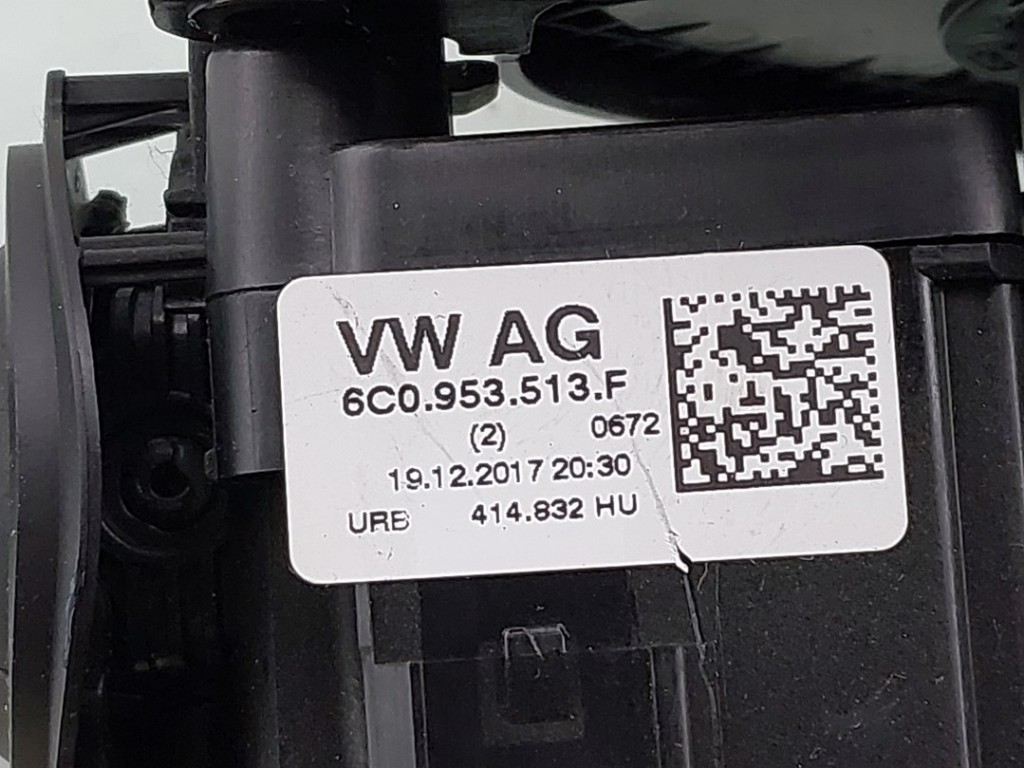 VW AG
6C0.953.513.F
(2) 0672
19.12.2017 20:30
URB 414.832 HU